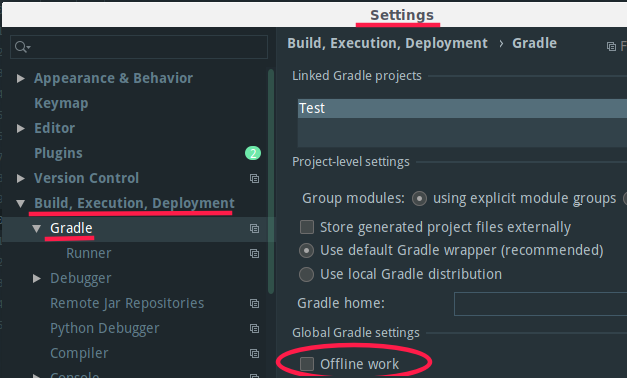 Settings
Appearance & Behavior
Keymap
Editor
Plugins 2
Version Control
Build, Execution, Deployment
Gradle
Runner
Debugger
Remote Jar Repositories
Python Debugger
Compiler
Console
Build, Execution, Deployment › Gradle
Linked Gradle projects
Test
Project-level settings
Group modules: using explicit module groups
Store generated project files externally
Use default Gradle wrapper (recommended)
Use local Gradle distribution
Gradle home:
Global Gradle settings
Offline work